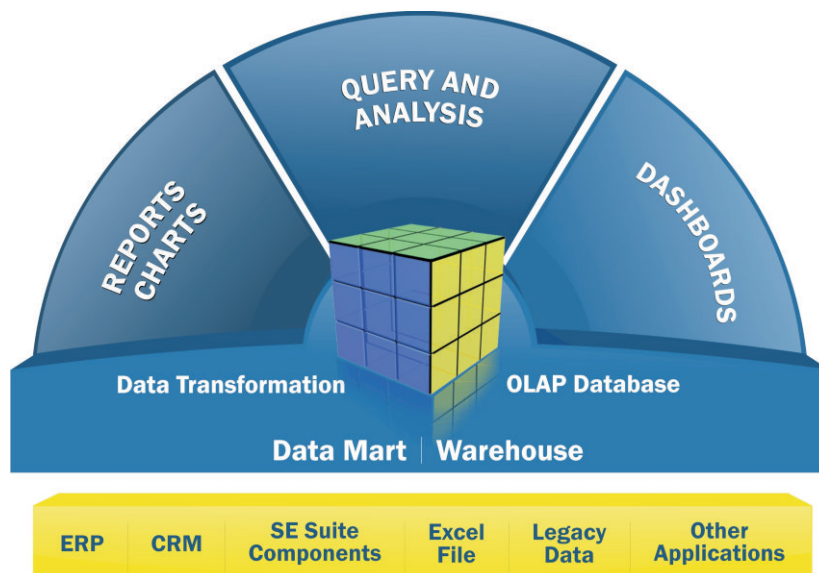 QUERY AND
ANALYSIS
REPORTS
CHARTS
DASHBOARDS
Data Transformation
OLAP Database
Data Mart | Warehouse
ERP
CRM
SE Suite
Components
Excel
File
Legacy
Data
Other
Applications